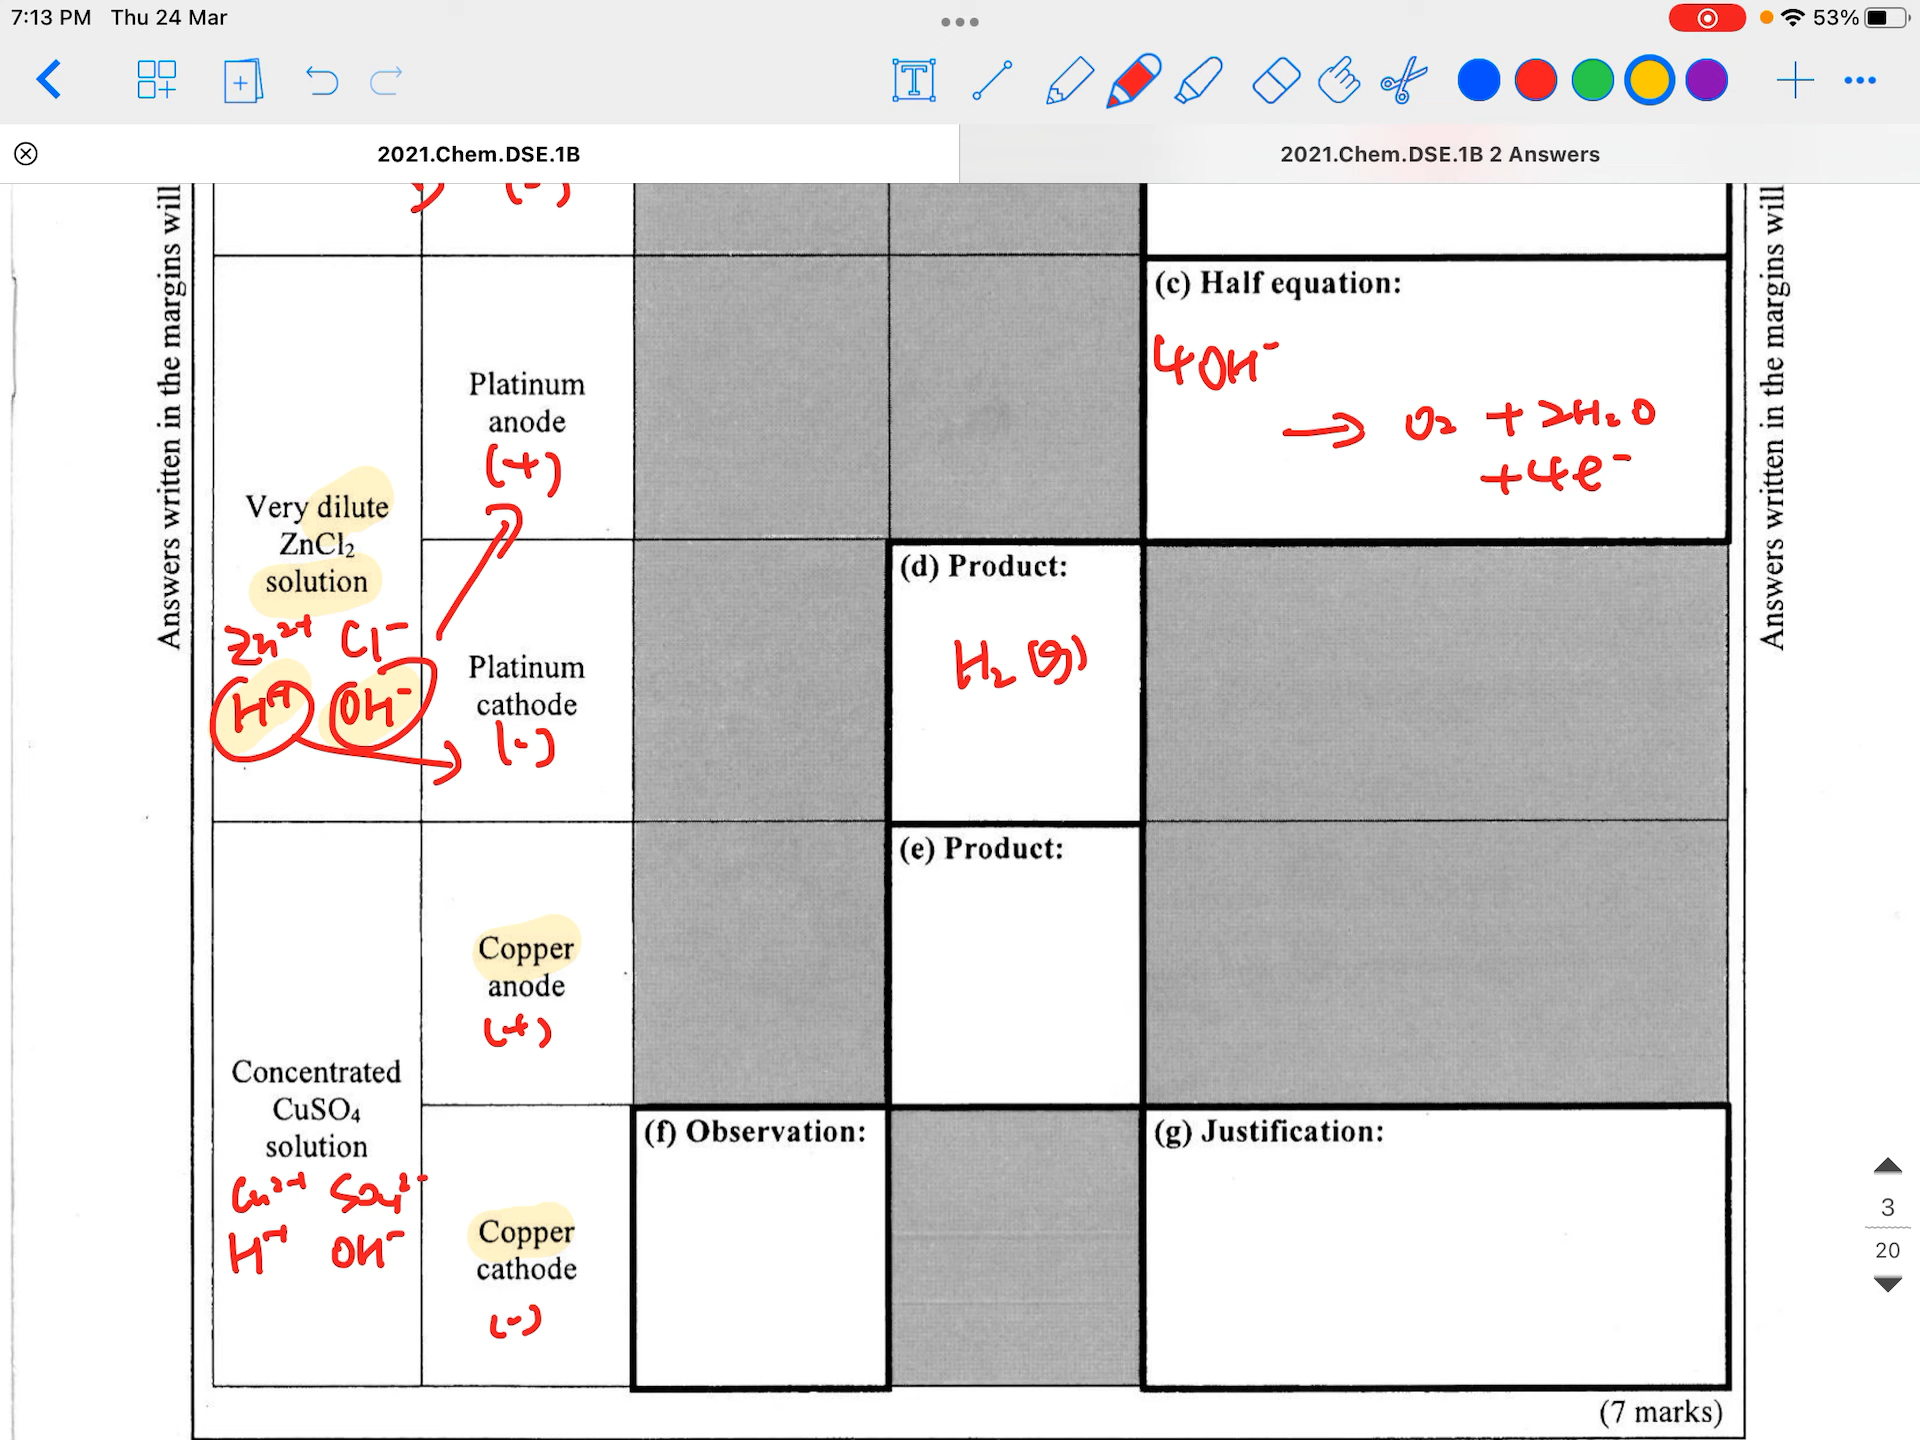 7:13 PM Thu 24 Mar
53%
T
2021.Chem.DSE.1B
2021.Chem.DSE.1B 2 Answers
Answers written in the margins will
(-)
Very dilute
ZnCl₂
solution
Zn²⁺ Cl⁻
H⁺ OH⁻
Platinum
anode
(+)
(c) Half equation:
4OH⁻
→ O₂ + 2H₂O
+4e⁻
Platinum
cathode
(-)
(d) Product:
H₂ (g)
Concentrated
CuSO₄
solution
Cu²⁺ SO₄²⁻
H⁺ OH⁻
Copper
anode
(+)
(e) Product:
Copper
cathode
(-)
(f) Observation:
(g) Justification:
(7 marks)
Answers written in the margins will
3
20